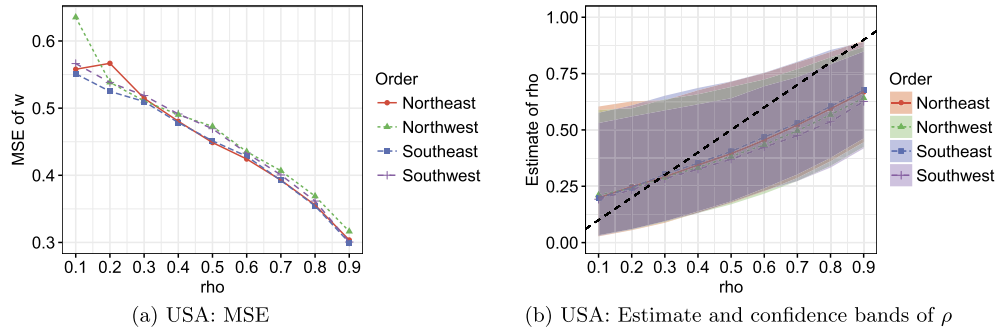 0.6
0.5
0.4
0.3
MSE of w
0.1 0.2 0.3 0.4 0.5 0.6 0.7 0.8 0.9
rho
Order
Northeast
Northwest
Southeast
Southwest
(a) USA: MSE
1.00
0.75
0.50
0.25
0.00
Estimate of rho
0.1 0.2 0.3 0.4 0.5 0.6 0.7 0.8 0.9
rho
Order
Northeast
Northwest
Southeast
Southwest
(b) USA: Estimate and confidence bands of ρ